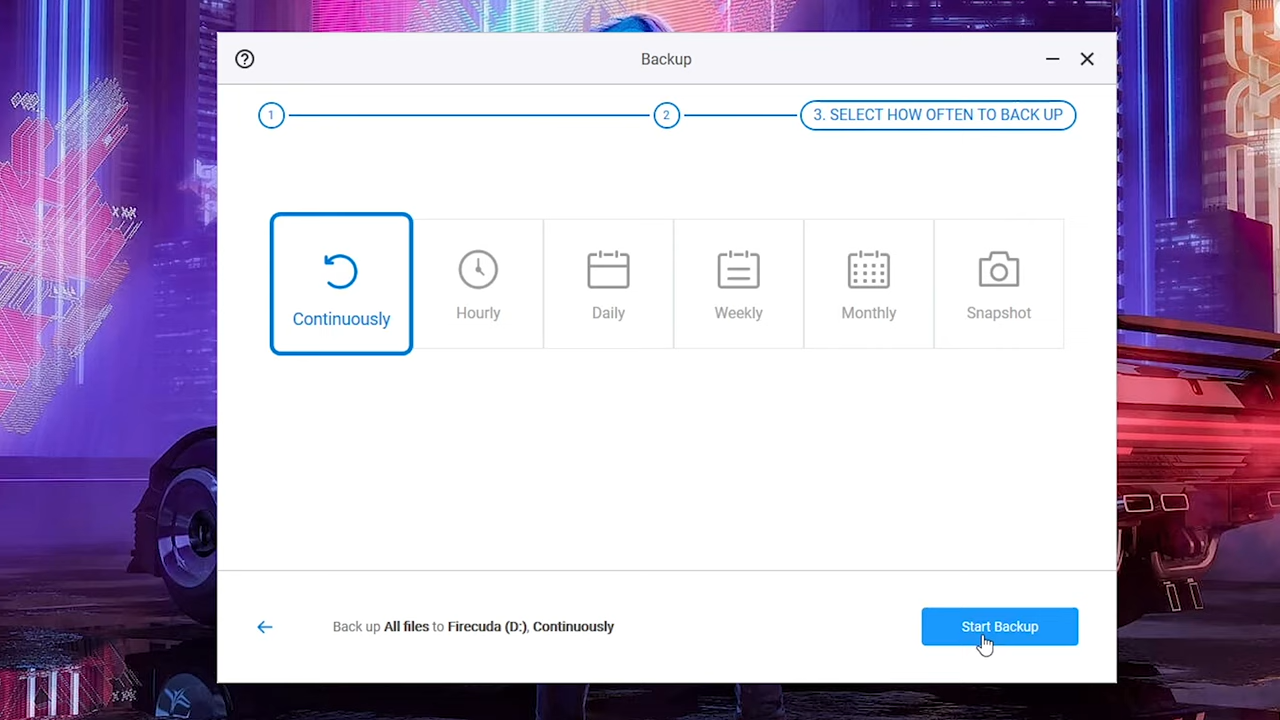 Backup
1
2
3. SELECT HOW OFTEN TO BACK UP
Continuously
Hourly
Daily
Weekly
Monthly
Snapshot
Back up All files to Firecuda (D:), Continuously
Start Backup